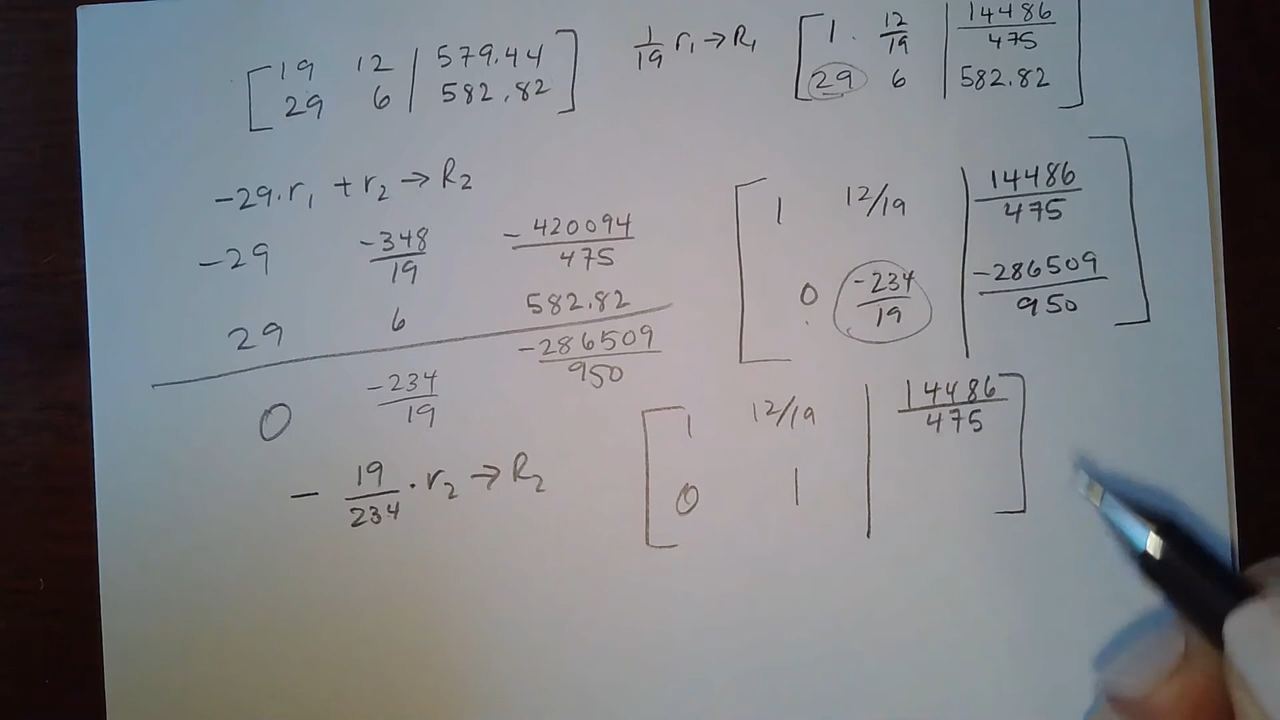 [19 12 | 579.44] 1/19 r₁ → R₁ [1 12/19 | 14486/475]
[29 6 | 582.82] [29 6 | 582.82]
-29·r₁ + r₂ → R₂
-29 -348/19 -420094/475
29 6 582.82
0 -234/19 -286509/950
[1 12/19 | 14486/475]
[0 -234/19 | -286509/950]
-19/234 · r₂ → R₂
[1 12/19 | 14486/475]
[0 1 | ]